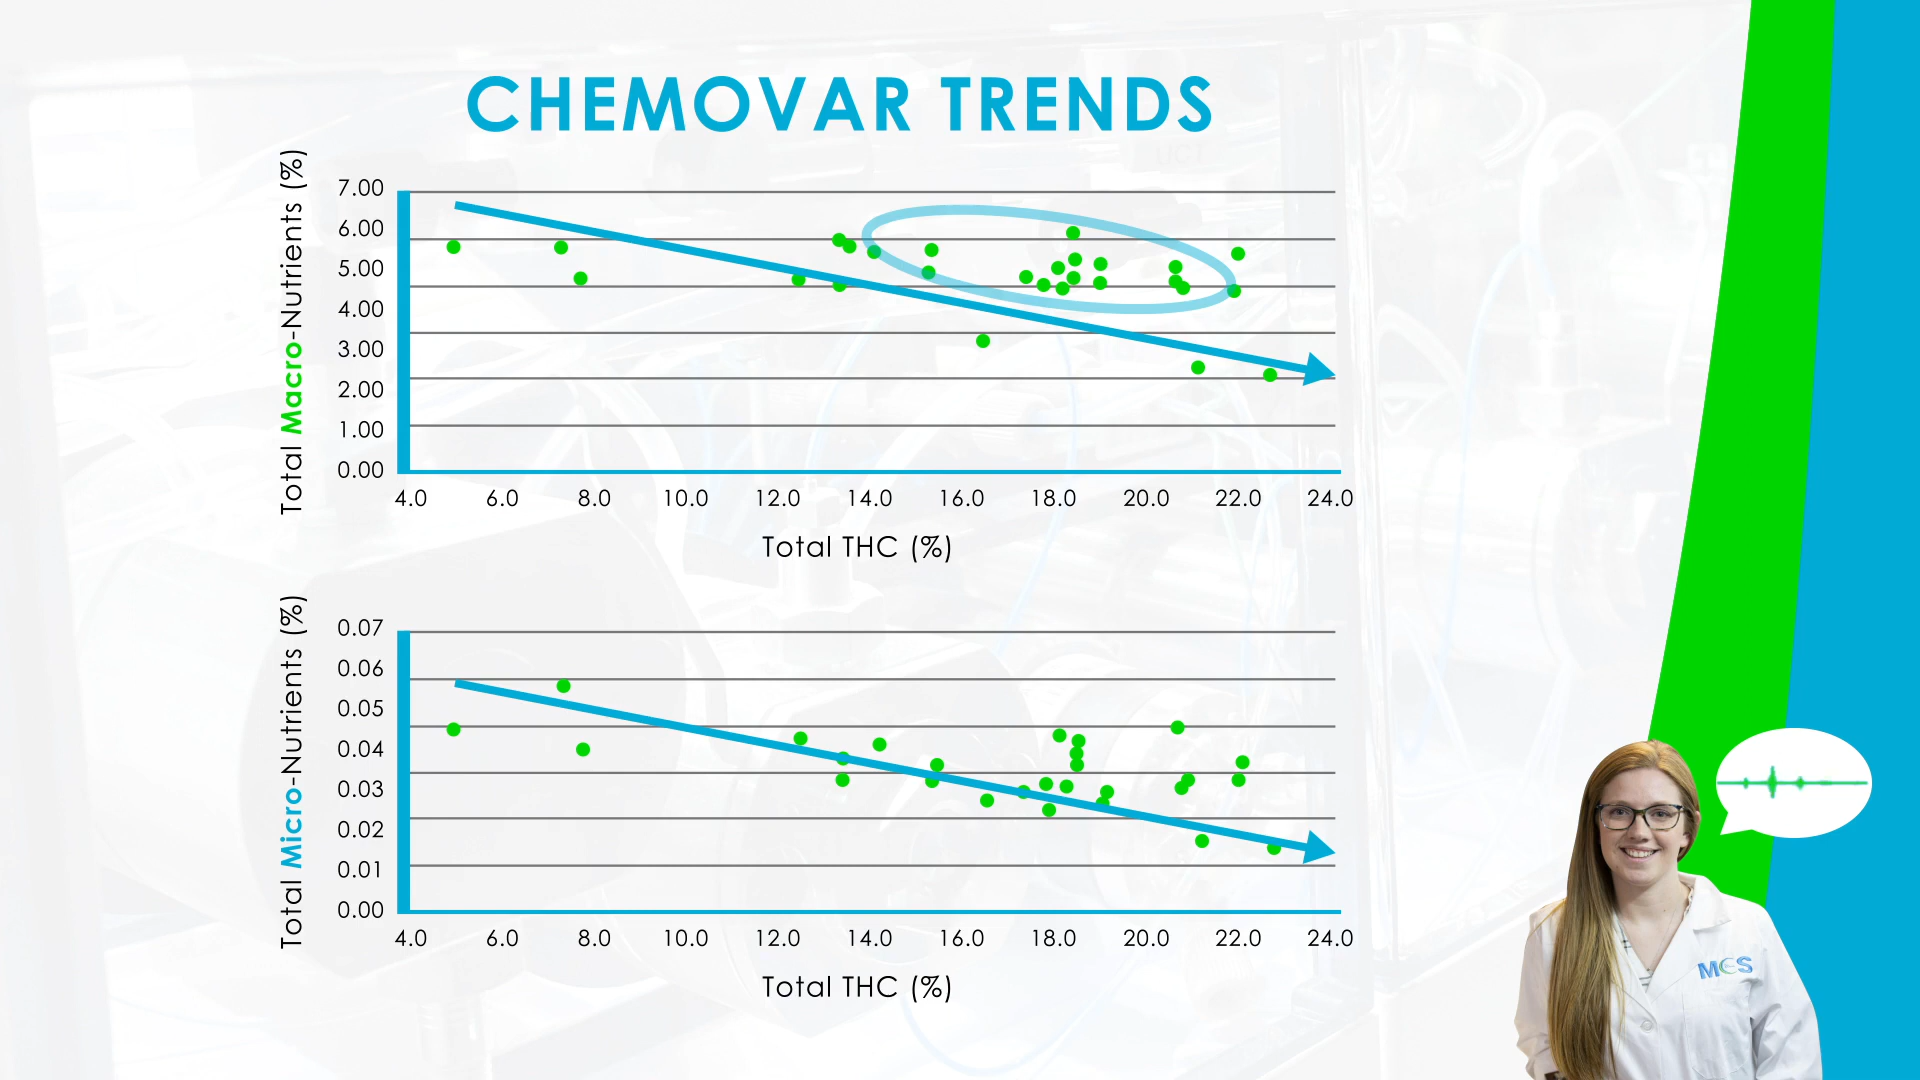 CHEMOVAR TRENDS
Total Macro-Nutrients (%)
7.00
6.00
5.00
4.00
3.00
2.00
1.00
0.00
4.0 6.0 8.0 10.0 12.0 14.0 16.0 18.0 20.0 22.0 24.0
Total THC (%)
Total Micro-Nutrients (%)
0.07
0.06
0.05
0.04
0.03
0.02
0.01
0.00
4.0 6.0 8.0 10.0 12.0 14.0 16.0 18.0 20.0 22.0 24.0
Total THC (%)
MCS